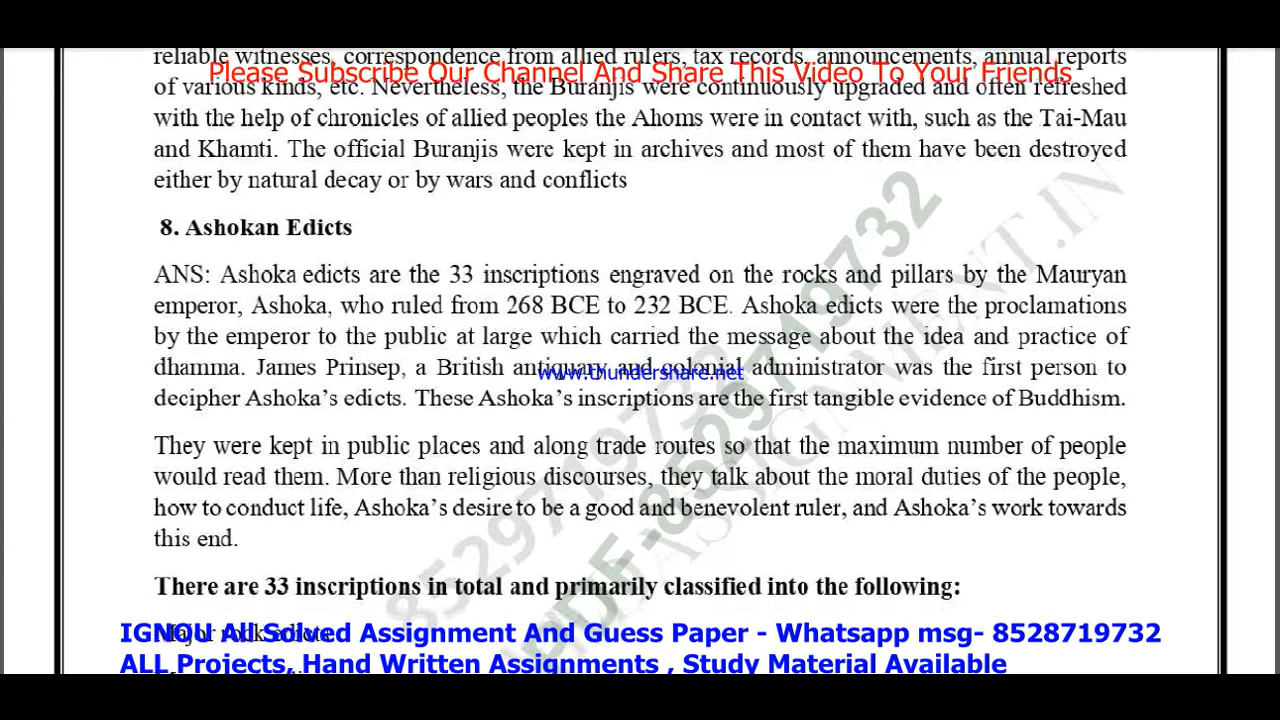 reliable witnesses, correspondence from allied rulers, tax records, announcements, annual reports
Please Subscribe Our Channel And Share This Video To Your Friends
of various kinds, etc. Nevertheless, the Buranjis were continuously upgraded and often refreshed
with the help of chronicles of allied peoples the Ahoms were in contact with, such as the Tai-Mau
and Khamti. The official Buranjis were kept in archives and most of them have been destroyed
either by natural decay or by wars and conflicts
8. Ashokan Edicts
ANS: Ashoka edicts are the 33 inscriptions engraved on the rocks and pillars by the Mauryan
emperor, Ashoka, who ruled from 268 BCE to 232 BCE. Ashoka edicts were the proclamations
by the emperor to the public at large which carried the message about the idea and practice of
dhamma. James Prinsep, a British antiquary and colonial administrator was the first person to
www.thundershare.net
decipher Ashoka's edicts. These Ashoka's inscriptions are the first tangible evidence of Buddhism.
They were kept in public places and along trade routes so that the maximum number of people
would read them. More than religious discourses, they talk about the moral duties of the people,
how to conduct life, Ashoka's desire to be a good and benevolent ruler, and Ashoka's work towards
this end.
There are 33 inscriptions in total and primarily classified into the following:
Major rock edicts
IGNOU All Solved Assignment And Guess Paper - Whatsapp msg- 8528719732
ALL Projects, Hand Written Assignments , Study Material Available
8529719732
PDF-8529719732
ASSIGNMENT.IN